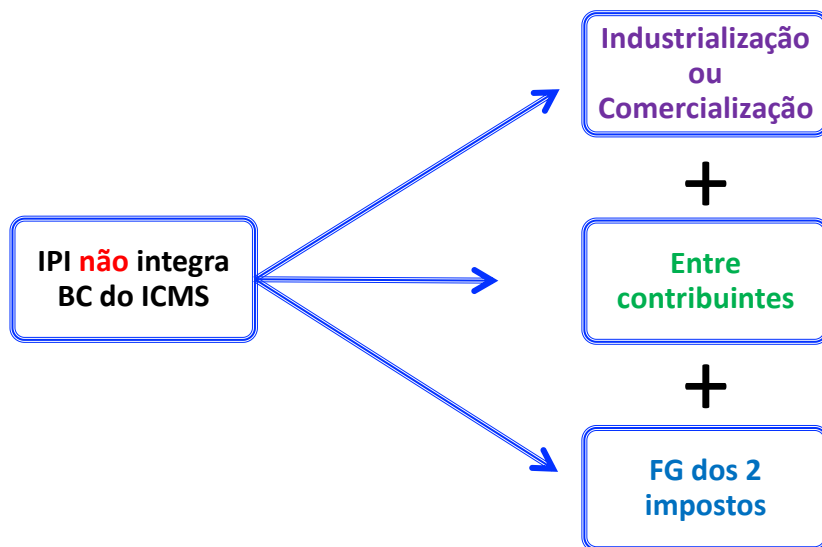 Industrialização
ou
Comercialização
+
IPI não integra
BC do ICMS
Entre
contribuintes
+
FG dos 2
impostos